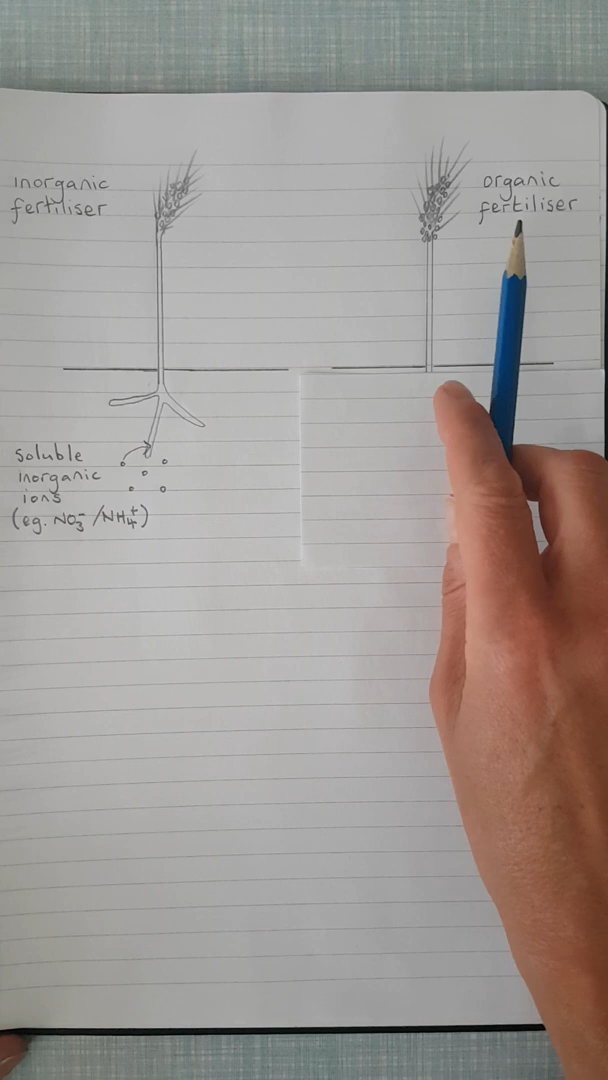 inorganic
fertiliser
organic
fertiliser
soluble
inorganic
ions
(eg. NO₃⁻/NH₄⁺)